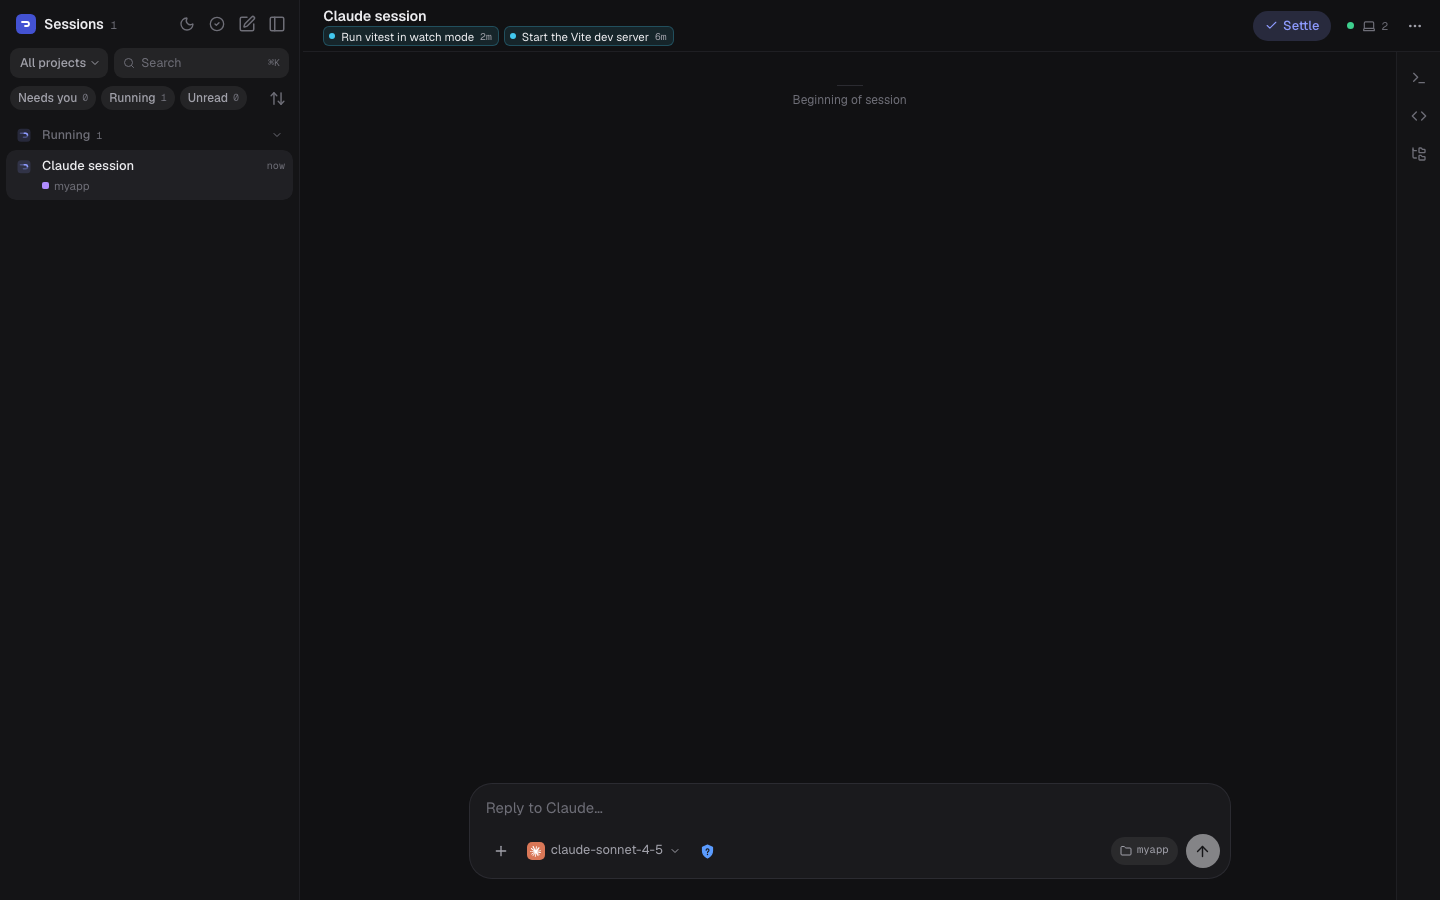 Sessions 1
All projects
Search ⌘K
Needs you 0
Running 1
Unread 0
Running 1
Claude session now
myapp
Claude session
Run vitest in watch mode 2m
Start the Vite dev server 6m
Settle
2
Beginning of session
Reply to Claude...
claude-sonnet-4-5
myapp